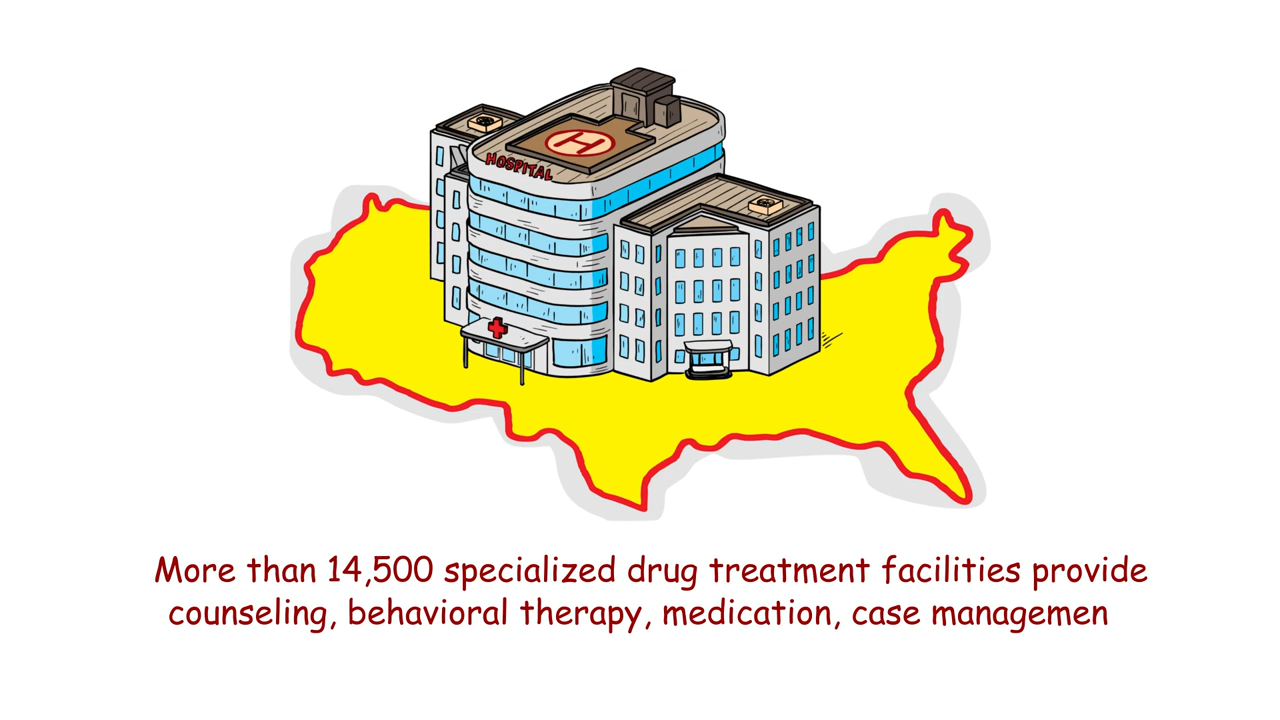 H
HOSPITAL
More than 14,500 specialized drug treatment facilities provide
counseling, behavioral therapy, medication, case managemen